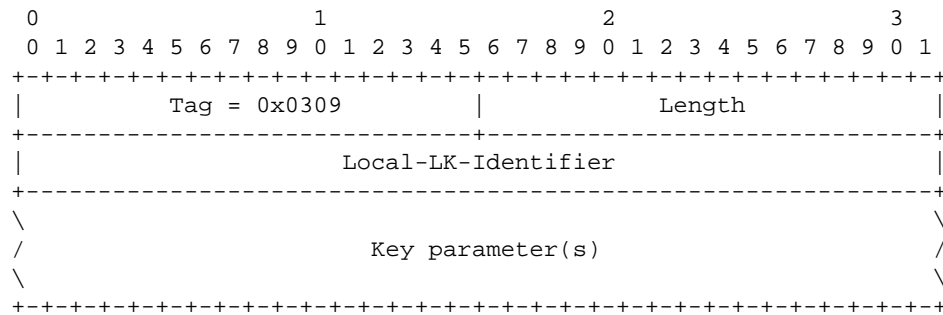 0                   1                   2                   3
 0 1 2 3 4 5 6 7 8 9 0 1 2 3 4 5 6 7 8 9 0 1 2 3 4 5 6 7 8 9 0 1
+-+-+-+-+-+-+-+-+-+-+-+-+-+-+-+-+-+-+-+-+-+-+-+-+-+-+-+-+-+-+-+-+
|          Tag = 0x0309         |            Length             |
+-------------------------------+-------------------------------+
|                      Local-LK-Identifier                      |
+---------------------------------------------------------------+
\                                                               \
/                        Key parameter(s)                       /
\                                                               \
+-+-+-+-+-+-+-+-+-+-+-+-+-+-+-+-+-+-+-+-+-+-+-+-+-+-+-+-+-+-+-+-+